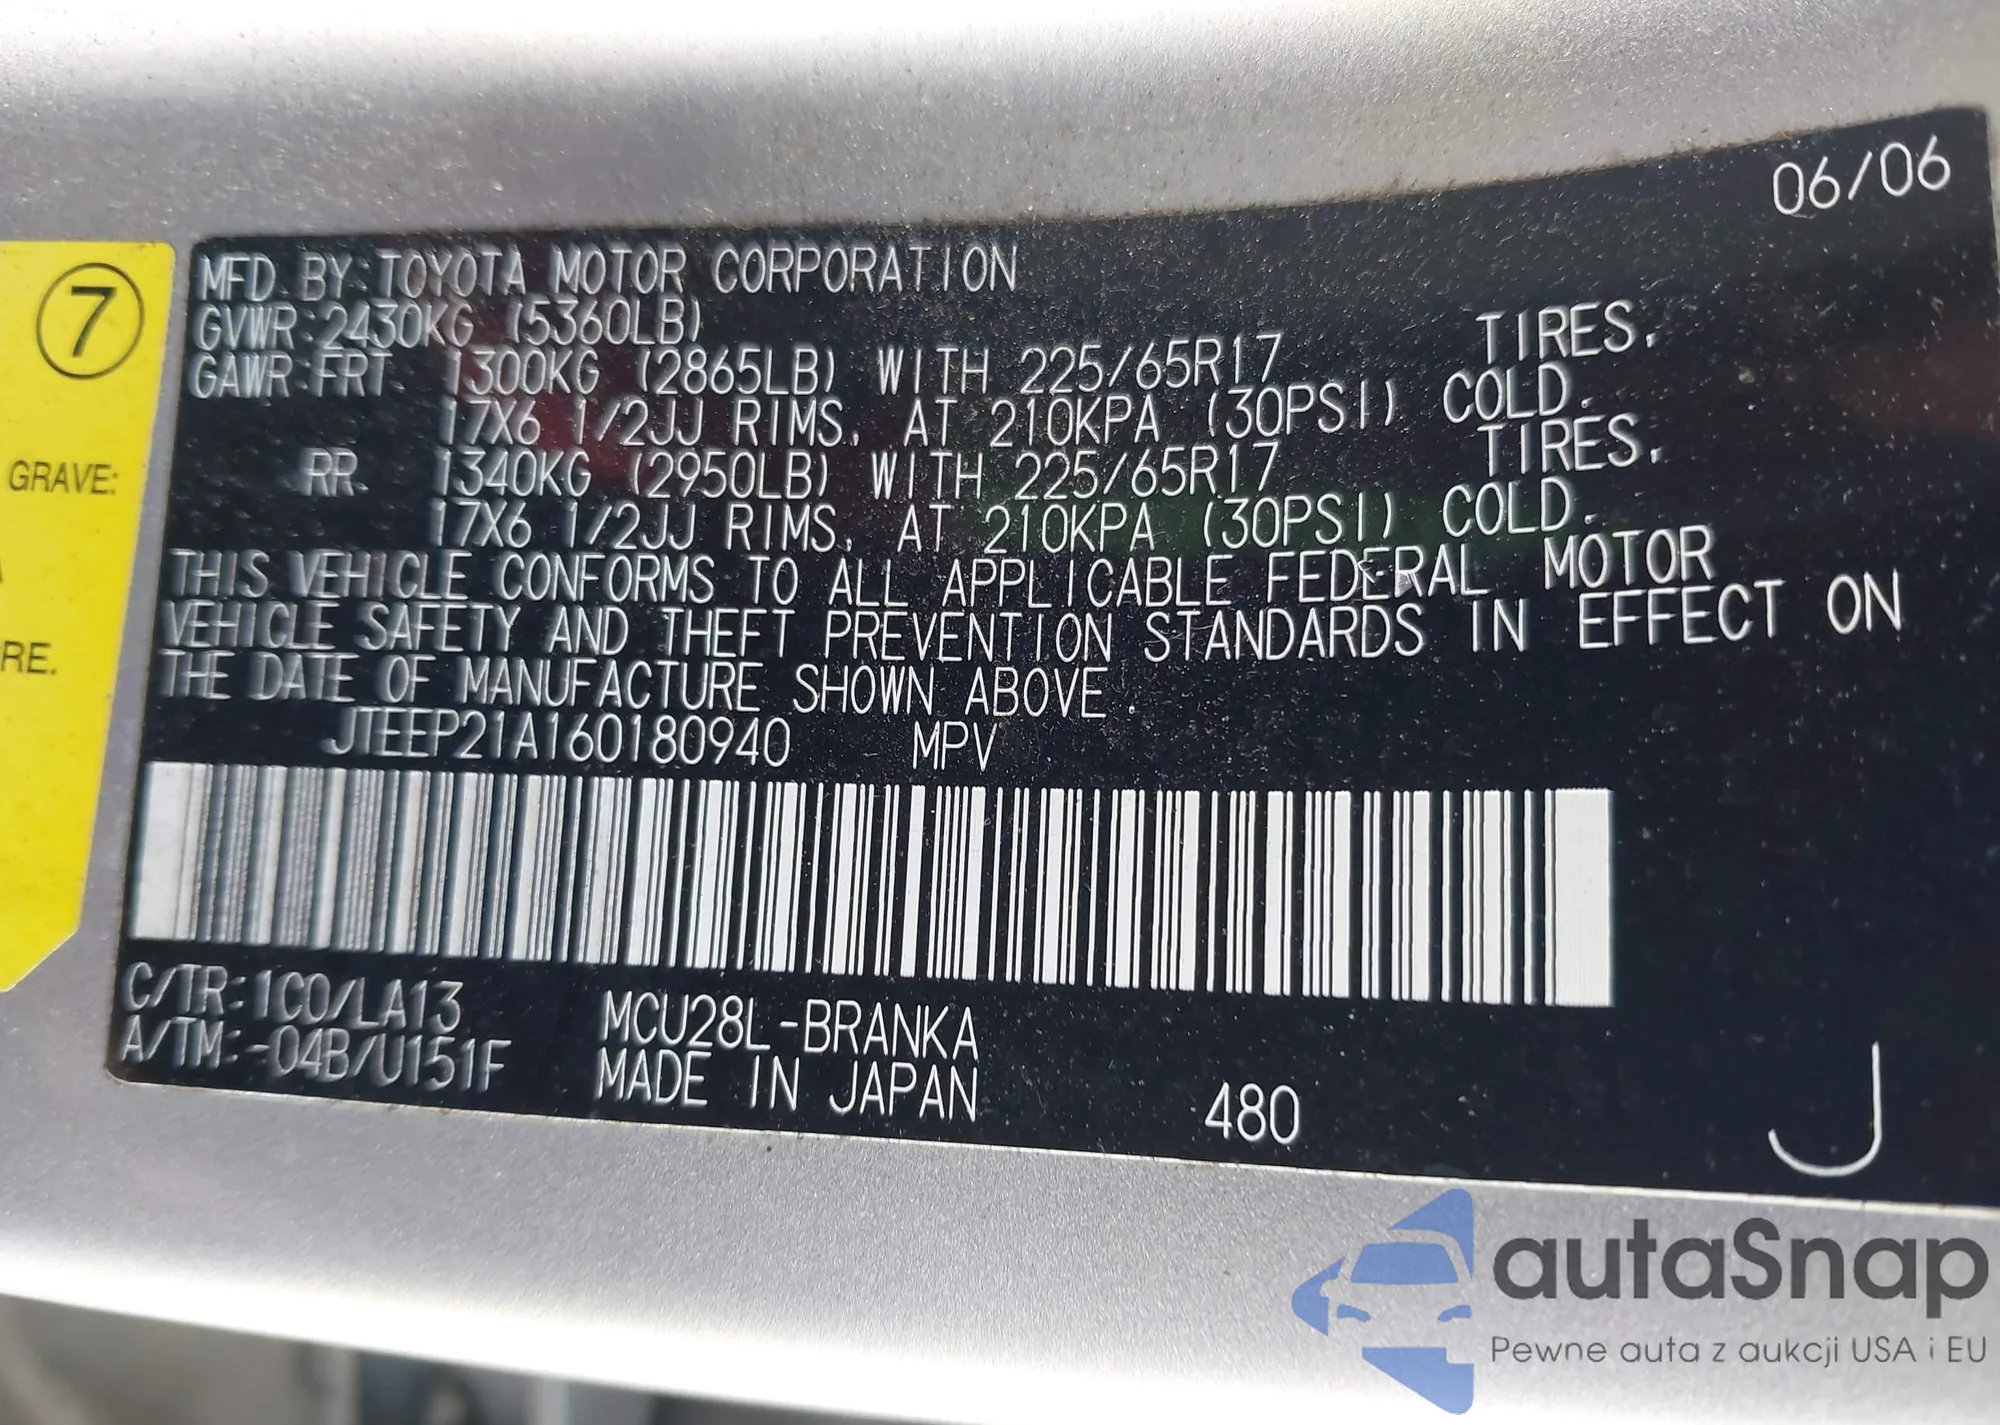 06/06
MFD. BY: TOYOTA MOTOR CORPORATION
GVWR: 2430KG (5360LB)
GAWR: FRT. 1300KG (2865LB) WITH 225/65R17 TIRES,
17X6 1/2JJ RIMS, AT 210KPA (30PSI) COLD.
RR. 1340KG (2950LB) WITH 225/65R17 TIRES,
17X6 1/2JJ RIMS, AT 210KPA (30PSI) COLD.
THIS VEHICLE CONFORMS TO ALL APPLICABLE FEDERAL MOTOR
VEHICLE SAFETY AND THEFT PREVENTION STANDARDS IN EFFECT ON
THE DATE OF MANUFACTURE SHOWN ABOVE.
JTEEP21A160180940 MPV
C/TR: 1C0/LA13 MCU28L-BRANKA
A/TM: -04B/U151F MADE IN JAPAN
480
J
7
GRAVE:
RE.
autaSnap
Pewne auta z aukcji USA i EU